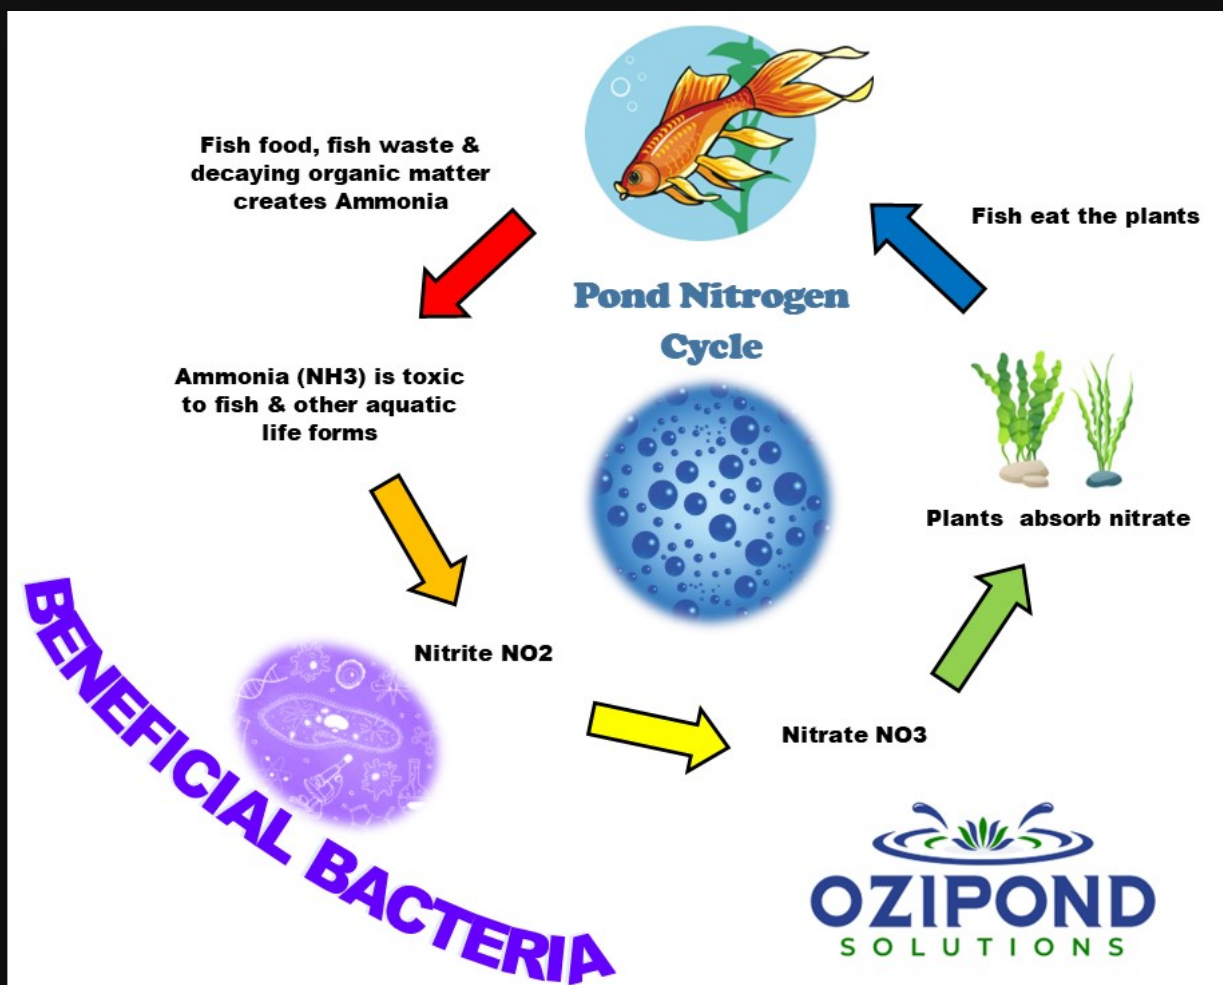 Fish food, fish waste &
decaying organic matter
creates Ammonia
Fish eat the plants
Pond Nitrogen
Cycle
Ammonia (NH3) is toxic
to fish & other aquatic
life forms
Plants absorb nitrate
Nitrite NO2
Nitrate NO3
BENEFICIAL BACTERIA
OZIPOND
SOLUTIONS